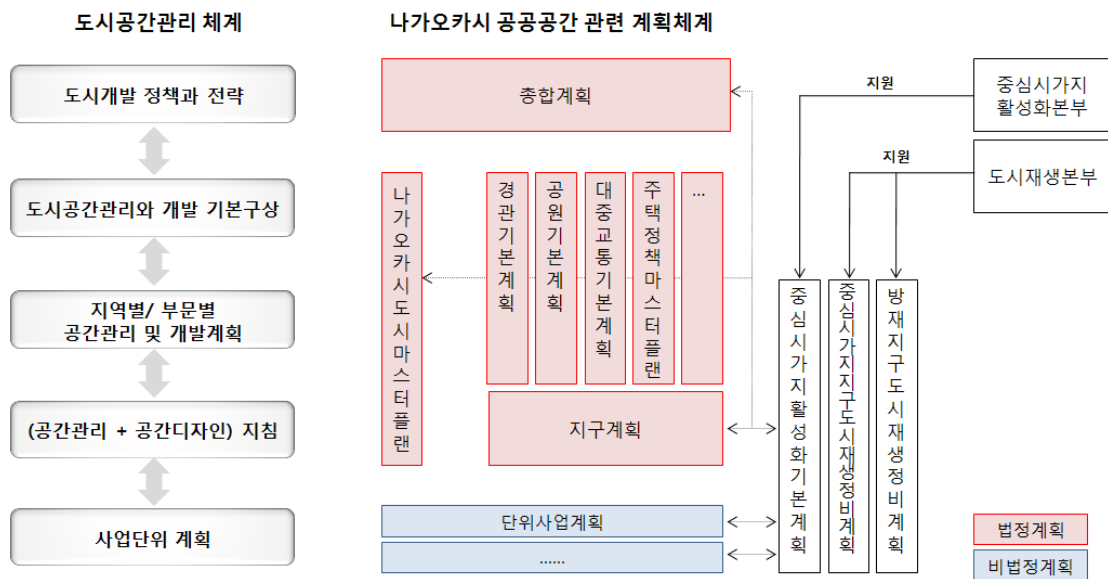 도시공간관리 체계
나가오카시 공공공간 관련 계획체계
도시개발 정책과 전략
도시공간관리와 개발 기본구상
지역별/ 부문별
공간관리 및 개발계획
(공간관리 + 공간디자인) 지침
사업단위 계획
종합계획
나가오카시도시마스터플랜
경관기본계획
공원기본계획
대중교통기본계획
주택정책마스터플랜
...
지구계획
단위사업계획
......
지원
중심시가지
활성화본부
지원
도시재생본부
중심시가지활성화기본계획
중심시가지지구도시재생정비계획
방재지구도시재생정비계획
법정계획
비법정계획